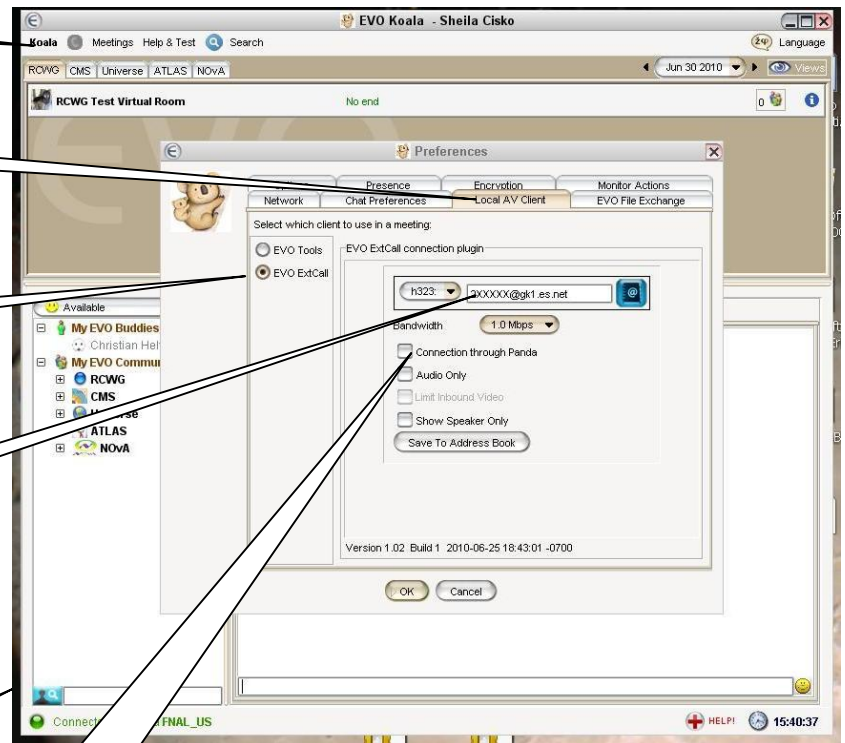 EVO Koala - Sheila Cisko
Koala Meetings Help & Test Search Language
RCWG CMS Universe ATLAS NOvA Jun 30 2010 Views
RCWG Test Virtual Room No end 0
Preferences
Presence Encryption Monitor Actions
Network Chat Preferences Local AV Client EVO File Exchange
Select which client to use in a meeting:
EVO Tools
EVO ExtCall
EVO ExtCall connection plugin
h323: XXXXX@gk1.es.net
Bandwidth 1.0 Mbps
Connection through Panda
Audio Only
Limit Inbound Video
Show Speaker Only
Save To Address Book
Version 1.02 Build 1 2010-06-25 18:43:01 -0700
OK Cancel
Available
My EVO Buddies
Christian
My EVO
RCWG
CMS
ATLAS
NOvA
FNAL_US HELP! 15:40:37